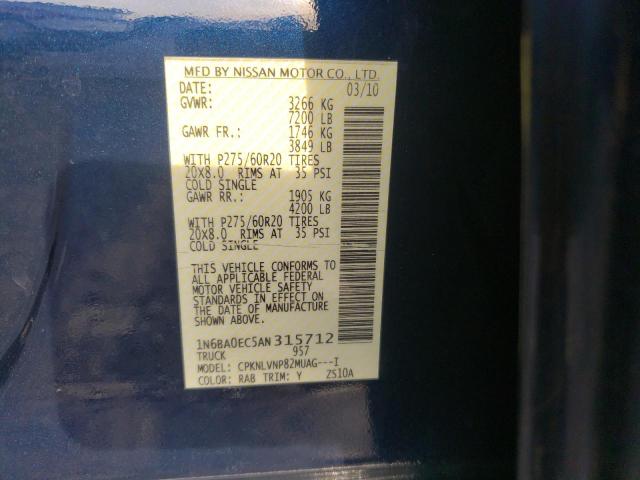 MFD BY NISSAN MOTOR CO., LTD.
DATE: 03/10
GVWR: 3266 KG
7200 LB
GAWR FR.: 1746 KG
3849 LB
WITH P275/60R20 TIRES
20X8.0 RIMS AT 35 PSI
COLD SINGLE
GAWR RR.: 1905 KG
4200 LB
WITH P275/60R20 TIRES
20X8.0 RIMS AT 35 PSI
COLD SINGLE
THIS VEHICLE CONFORMS TO
ALL APPLICABLE FEDERAL
MOTOR VEHICLE SAFETY
STANDARDS IN EFFECT ON
THE DATE OF MANUFACTURE
SHOWN ABOVE.
1N6BA0EC5AN315712
TRUCK 957
MODEL: CPKNLVNP82MUAG---I
COLOR: RAB TRIM: Y ZS10A